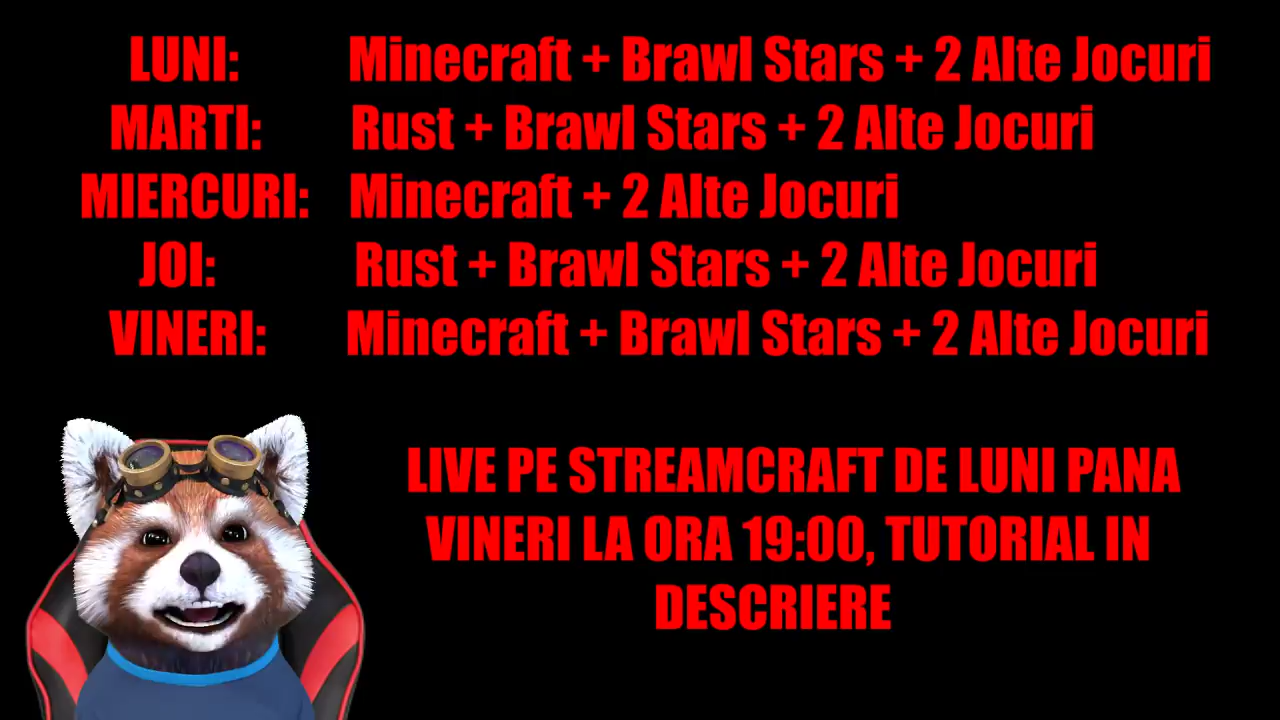 LUNI: Minecraft + Brawl Stars + 2 Alte Jocuri
MARTI: Rust + Brawl Stars + 2 Alte Jocuri
MIERCURI: Minecraft + 2 Alte Jocuri
JOI: Rust + Brawl Stars + 2 Alte Jocuri
VINERI: Minecraft + Brawl Stars + 2 Alte Jocuri
LIVE PE STREAMCRAFT DE LUNI PANA
VINERI LA ORA 19:00, TUTORIAL IN
DESCRIERE